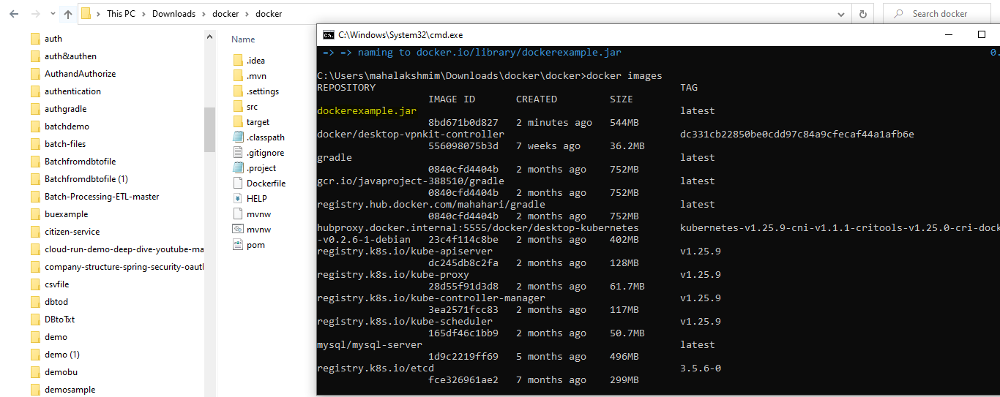 This PC > Downloads > docker > docker
Search docker
auth
auth&authen
AuthandAuthorize
authentication
authgradle
batchdemo
batch-files
Batchfromdbtofile
Batchfromdbtofile (1)
Batch-Processing-ETL-master
buexample
citizen-service
cloud-run-demo-deep-dive-youtube-ma
company-structure-spring-security-oauth
csvfile
dbtod
DBtoTxt
demo
demo (1)
demobu
demosample
Name
.idea
.mvn
.settings
src
target
.classpath
.gitignore
.project
Dockerfile
HELP
mvnw
mvnw
pom
C:\Windows\System32\cmd.exe
=> => naming to docker.io/library/dockerexample.jar 0.
C:\Users\mahalakshmim\Downloads\docker\docker>docker images
REPOSITORY TAG
IMAGE ID CREATED SIZE
dockerexample.jar latest
8bd671b0d827 2 minutes ago 544MB
docker/desktop-vpnkit-controller dc331cb22850be0cdd97c84a9cfecaf44a1afb6e
556098075b3d 7 weeks ago 36.2MB
gradle latest
0840cfd4404b 2 months ago 752MB
gcr.io/javaproject-388510/gradle latest
0840cfd4404b 2 months ago 752MB
registry.hub.docker.com/mahahari/gradle latest
0840cfd4404b 2 months ago 752MB
hubproxy.docker.internal:5555/docker/desktop-kubernetes kubernetes-v1.25.9-cni-v1.1.1-critools-v1.25.0-cri-dock
-v0.2.6-1-debian 23c4f114c8be 2 months ago 402MB
registry.k8s.io/kube-apiserver v1.25.9
dc245db8c2fa 2 months ago 128MB
registry.k8s.io/kube-proxy v1.25.9
28d55f91d3d8 2 months ago 61.7MB
registry.k8s.io/kube-controller-manager v1.25.9
3ea2571fcc83 2 months ago 117MB
registry.k8s.io/kube-scheduler v1.25.9
165df46c1bb9 2 months ago 50.7MB
mysql/mysql-server latest
1d9c2219ff69 5 months ago 496MB
registry.k8s.io/etcd 3.5.6-0
fce326961ae2 7 months ago 299MB